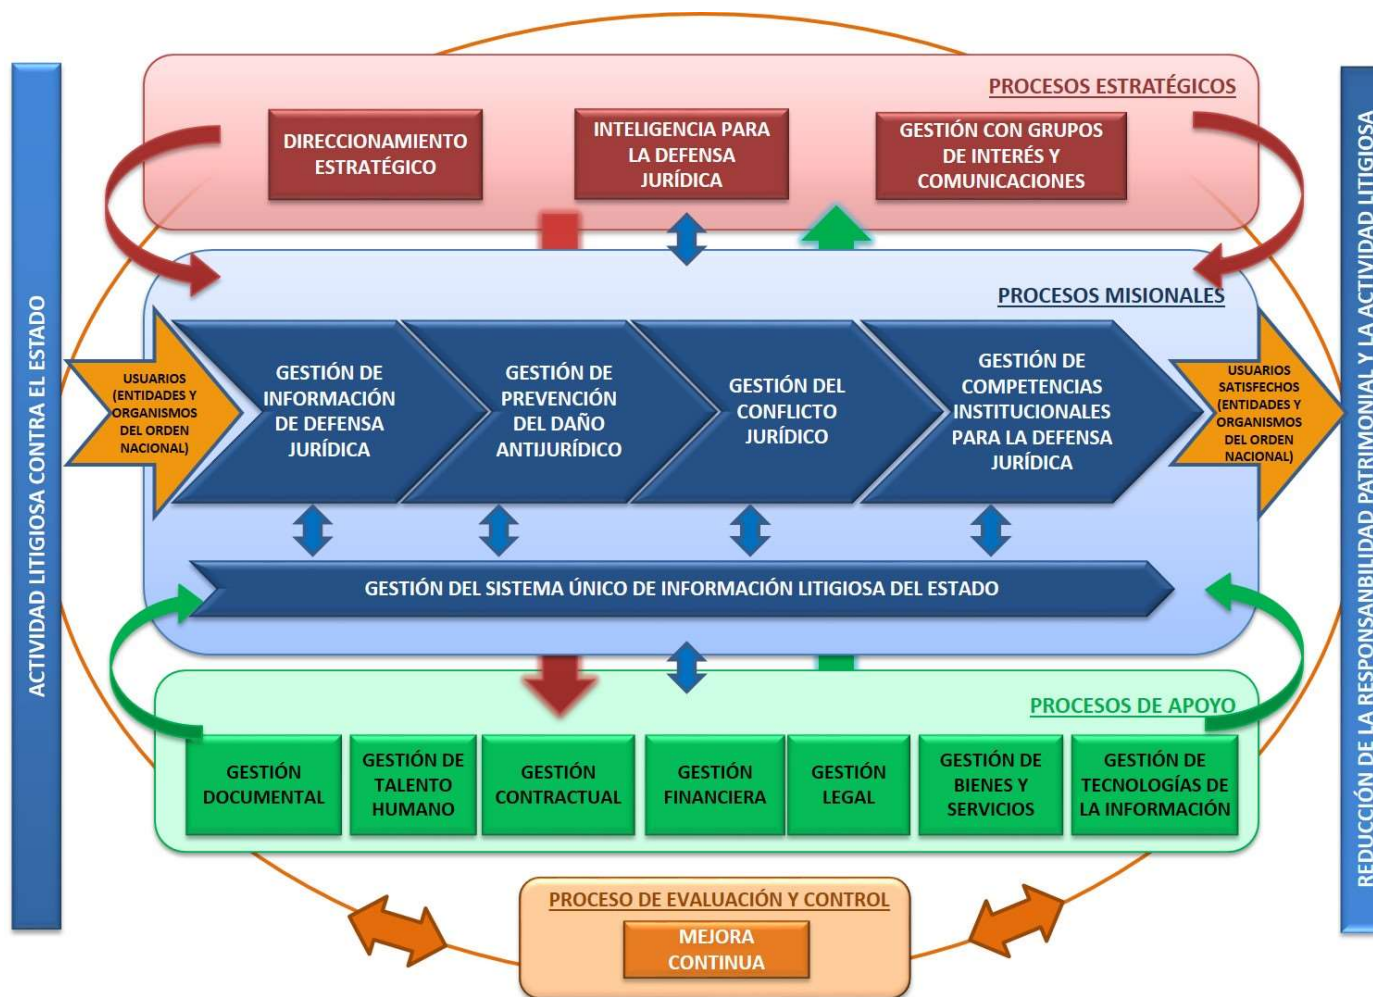 ACTIVIDAD LITIGIOSA CONTRA EL ESTADO
PROCESOS ESTRATÉGICOS
DIRECCIONAMIENTO
ESTRATÉGICO
INTELIGENCIA PARA
LA DEFENSA
JURÍDICA
GESTIÓN CON GRUPOS
DE INTERÉS Y
COMUNICACIONES
PROCESOS MISIONALES
USUARIOS
(ENTIDADES Y
ORGANISMOS
DEL ORDEN
NACIONAL)
GESTIÓN DE
INFORMACIÓN
DE DEFENSA
JURÍDICA
GESTIÓN DE
PREVENCIÓN
DEL DAÑO
ANTIJURÍDICO
GESTIÓN DEL
CONFLICTO
JURÍDICO
GESTIÓN DE
COMPETENCIAS
INSTITUCIONALES
PARA LA DEFENSA
JURÍDICA
USUARIOS
SATISFECHOS
(ENTIDADES Y
ORGANISMOS
DEL ORDEN
NACIONAL)
GESTIÓN DEL SISTEMA ÚNICO DE INFORMACIÓN LITIGIOSA DEL ESTADO
PROCESOS DE APOYO
GESTIÓN
DOCUMENTAL
GESTIÓN DE
TALENTO
HUMANO
GESTIÓN
CONTRACTUAL
GESTIÓN
FINANCIERA
GESTIÓN
LEGAL
GESTIÓN DE
BIENES Y
SERVICIOS
GESTIÓN DE
TECNOLOGÍAS DE
LA INFORMACIÓN
PROCESO DE EVALUACIÓN Y CONTROL
MEJORA
CONTINUA
REDUCCIÓN DE LA RESPONSANBILIDAD PATRIMONIAL Y LA ACTIVIDAD LITIGIOSA